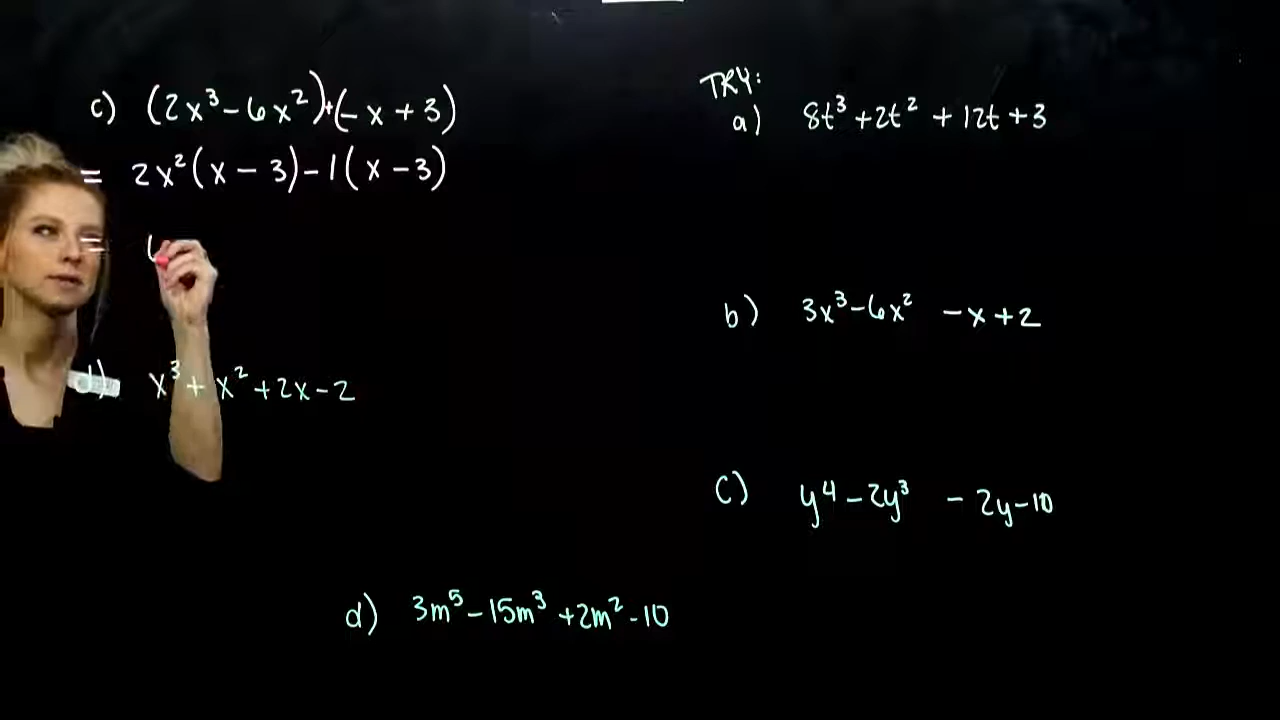 c) (2x³ - 6x²) + (-x + 3)
= 2x²(x - 3) - 1(x - 3)
= (
d) x³ + x² + 2x - 2
TRY:
a) 8t³ + 2t² + 12t + 3
b) 3x³ - 6x² - x + 2
c) y⁴ - 2y³ - 2y - 10
d) 3m⁵ - 15m³ + 2m² - 10